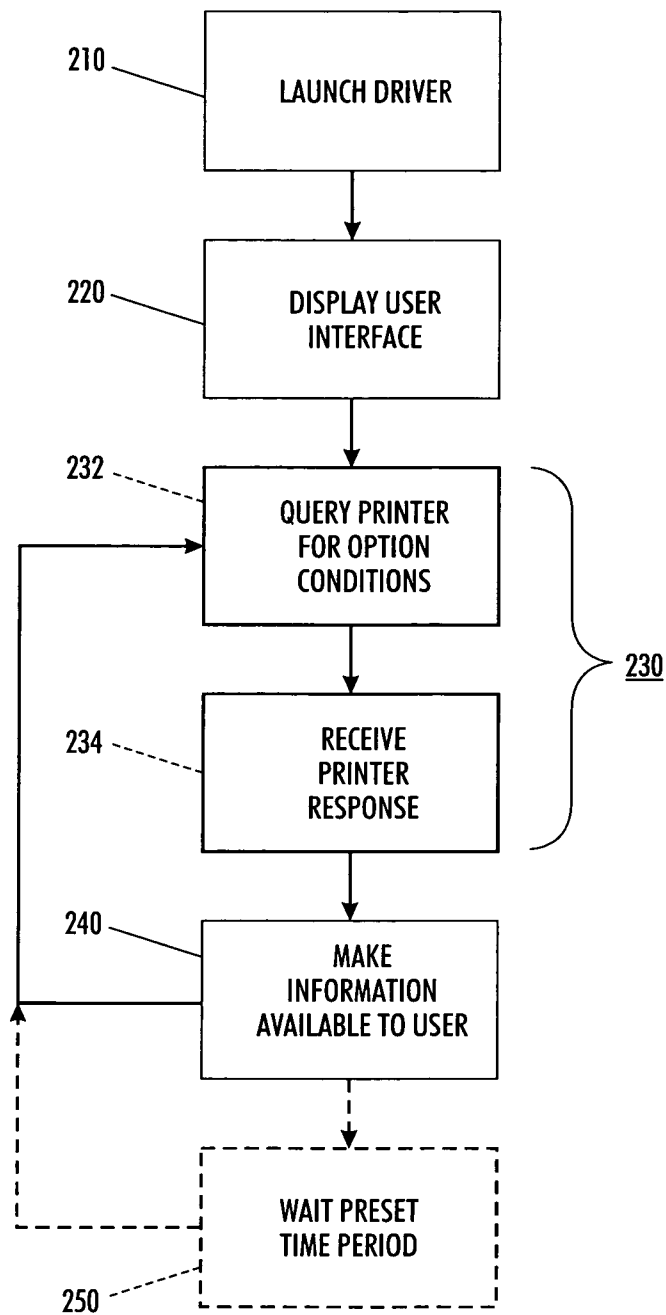 210
LAUNCH DRIVER
220
DISPLAY USER
INTERFACE
232
QUERY PRINTER
FOR OPTION
CONDITIONS
230
234
RECEIVE
PRINTER
RESPONSE
240
MAKE
INFORMATION
AVAILABLE TO USER
WAIT PRESET
TIME PERIOD
250